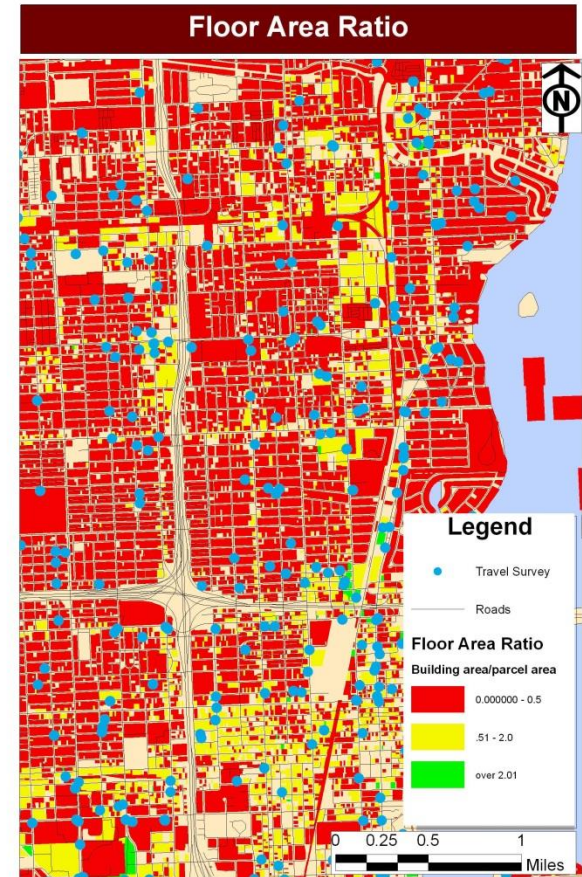 Floor Area Ratio
N
Legend
Travel Survey
Roads
Floor Area Ratio
Building area/parcel area
0.000000 - 0.5
.51 - 2.0
over 2.01
0 0.25 0.5 1
Miles